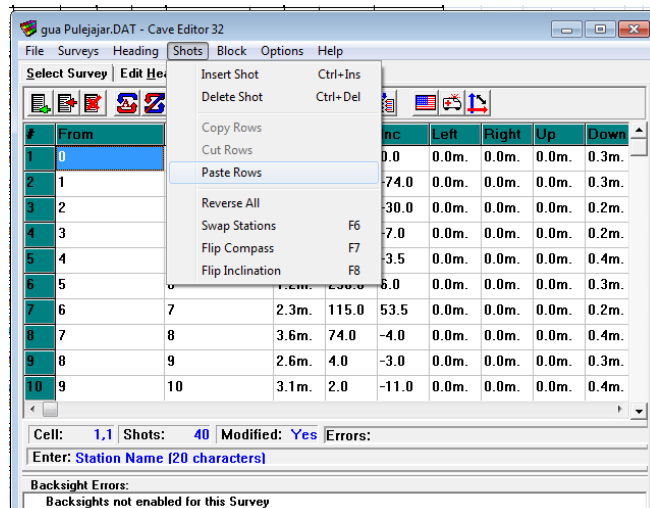 gua Pulejajar.DAT - Cave Editor 32
File Surveys Heading Shots Block Options Help
Select Survey Edit Hea
Insert Shot Ctrl+Ins
Delete Shot Ctrl+Del
Copy Rows
Cut Rows
Paste Rows
Reverse All
Swap Stations F6
Flip Compass F7
Flip Inclination F8
# From Inc Left Right Up Down
1 0 0.0 0.0m. 0.0m. 0.0m. 0.3m.
2 1 -74.0 0.0m. 0.0m. 0.0m. 0.3m.
3 2 -30.0 0.0m. 0.0m. 0.0m. 0.2m.
4 3 -7.0 0.0m. 0.0m. 0.0m. 0.2m.
5 4 -3.5 0.0m. 0.0m. 0.0m. 0.4m.
6 5 6.0 0.0m. 0.0m. 0.0m. 0.3m.
7 6 7 2.3m. 115.0 53.5 0.0m. 0.0m. 0.0m. 0.2m.
8 7 8 3.6m. 74.0 -4.0 0.0m. 0.0m. 0.0m. 0.4m.
9 8 9 2.6m. 4.0 -3.0 0.0m. 0.0m. 0.0m. 0.3m.
10 9 10 3.1m. 2.0 -11.0 0.0m. 0.0m. 0.0m. 0.4m.
Cell: 1,1 Shots: 40 Modified: Yes Errors:
Enter: Station Name (20 characters)
Backsight Errors:
Backsights not enabled for this Survey